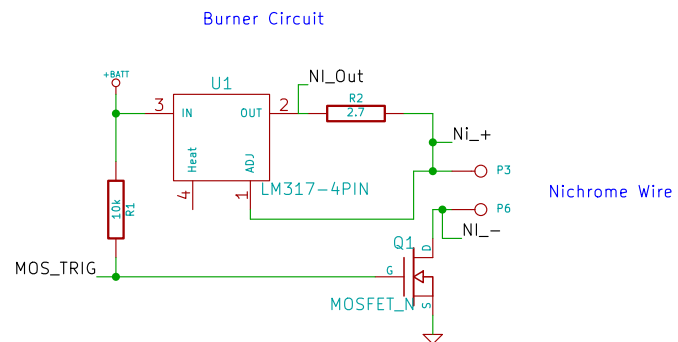 Burner Circuit
+BATT
U1
NI_Out
3
IN
OUT
2
R2
2.7
Ni_+
Heat
ADJ
P3
4
1
LM317-4PIN
Nichrome Wire
10k
R1
P6
NI_-
Q1
D
MOS_TRIG
G
MOSFET_N
S